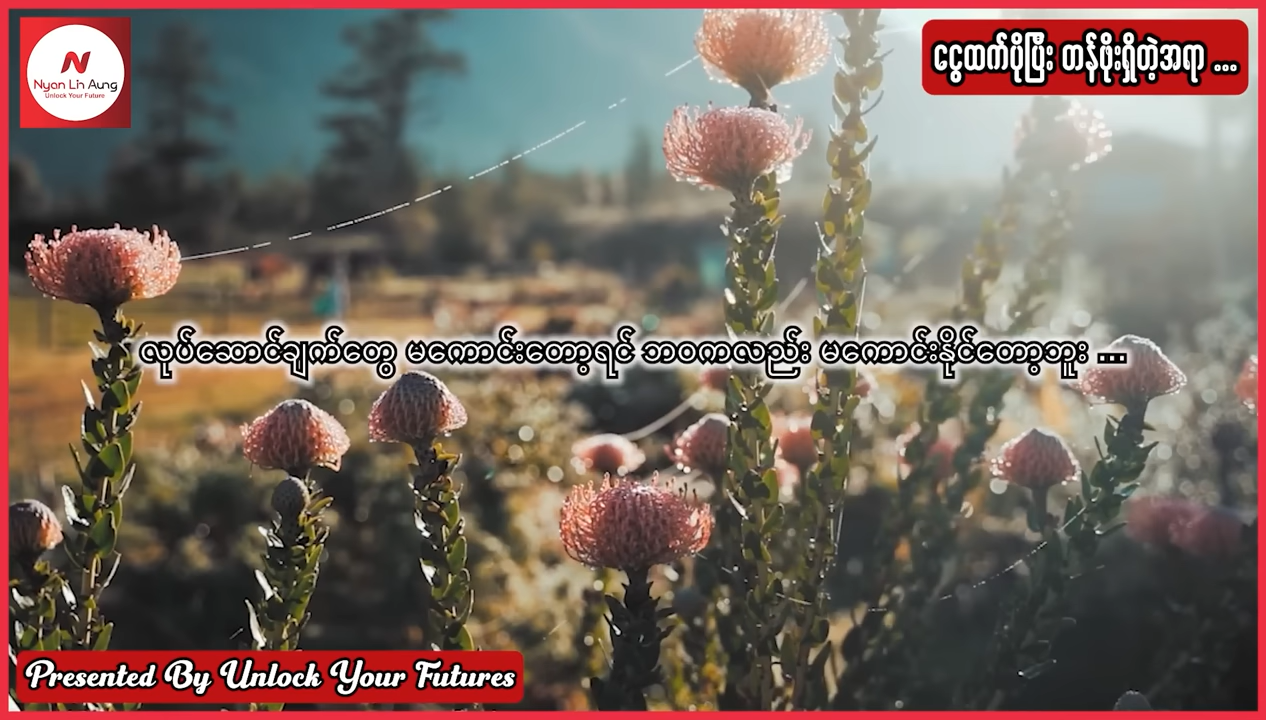 Nyan Lin Aung
Unlock Your Future
ငွေထက်ပိုပြီး တန်ဖိုးရှိတဲ့အရာ ...
လုပ်ဆောင်ချက်တွေ မကောင်းတော့ရင် ဘဝကလည်း မကောင်းနိုင်တော့ဘူး ...
Presented By Unlock Your Futures